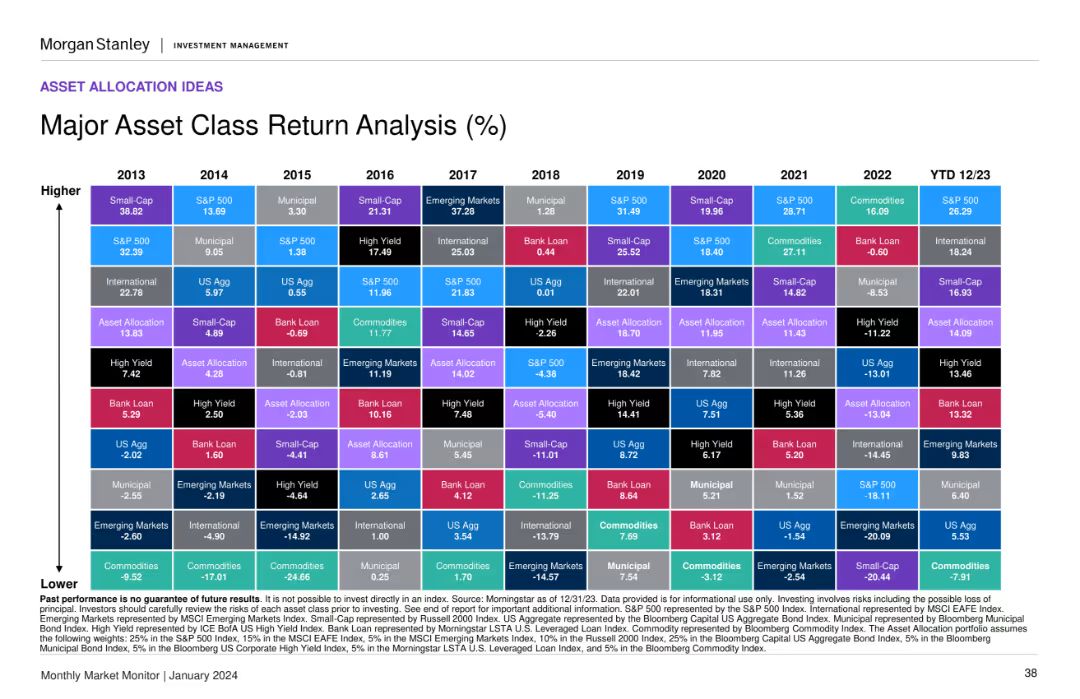 Morgan Stanley | INVESTMENT MANAGEMENT
ASSET ALLOCATION IDEAS
Major Asset Class Return Analysis (%)
2013 2014 2015 2016 2017 2018 2019 2020 2021 2022 YTD 12/23
Higher
Small-Cap S&P 500 Municipal Small-Cap Emerging Markets Municipal S&P 500 Small-Cap S&P 500 Commodities S&P 500
38.82 13.69 3.30 21.31 37.28 1.28 31.49 19.96 28.71 16.09 26.29
S&P 500 Municipal S&P 500 High Yield International Bank Loan Small-Cap S&P 500 Commodities Bank Loan International
32.39 9.05 1.38 17.49 25.03 0.44 25.52 18.40 27.11 -0.60 18.24
International US Agg US Agg S&P 500 S&P 500 US Agg International Emerging Markets Small-Cap Municipal Small-Cap
22.78 5.97 0.55 11.96 21.83 0.01 22.01 18.31 14.82 -8.53 16.93
Asset Allocation Small-Cap Bank Loan Commodities Small-Cap High Yield Asset Allocation Asset Allocation Asset Allocation High Yield Asset Allocation
13.83 4.89 -0.69 11.77 14.65 -2.26 18.70 11.95 11.43 -11.22 14.09
High Yield Asset Allocation International Emerging Markets Asset Allocation S&P 500 Emerging Markets International International US Agg High Yield
7.42 4.28 -0.81 11.19 14.02 -4.38 18.42 7.82 11.26 -13.01 13.46
Bank Loan High Yield Asset Allocation Bank Loan High Yield Asset Allocation High Yield US Agg High Yield Asset Allocation Bank Loan
5.29 2.50 -2.03 10.16 7.48 -5.40 14.41 7.51 5.36 -13.04 13.32
US Agg Bank Loan Small-Cap Asset Allocation Municipal Small-Cap US Agg High Yield Bank Loan International Emerging Markets
-2.02 1.60 -4.41 8.61 5.45 -11.01 8.72 6.17 5.20 -14.45 9.83
Municipal Emerging Markets High Yield US Agg Bank Loan Commodities Bank Loan Municipal Municipal S&P 500 Municipal
-2.55 -2.19 -4.64 2.65 4.12 -11.25 8.64 5.21 1.52 -18.11 6.40
Emerging Markets International Emerging Markets International US Agg International Commodities Bank Loan US Agg Emerging Markets US Agg
-2.60 -4.90 -14.92 1.00 3.54 -13.79 7.69 3.12 -1.54 -20.09 5.53
Commodities Commodities Commodities Municipal Commodities Emerging Markets Municipal Commodities Emerging Markets Small-Cap Commodities
-9.52 -17.01 -24.66 0.25 1.70 -14.57 7.54 -3.12 -2.54 -20.44 -7.91
Lower
Past performance is no guarantee of future results. It is not possible to invest directly in an index. Source: Morningstar as of 12/31/23. Data provided is for informational use only. Investing involves risks including the possible loss of
principal. Investors should carefully review the risks of each asset class prior to investing. See end of report for important additional information. S&P 500 represented by the S&P 500 Index. International represented by MSCI EAFE Index.
Emerging Markets represented by MSCI Emerging Markets Index. Small-Cap represented by Russell 2000 Index. US Aggregate represented by the Bloomberg Capital US Aggregate Bond Index. Municipal represented by Bloomberg Municipal
Bond Index. High Yield represented by ICE BofA US High Yield Index. Bank Loan represented by Morningstar LSTA U.S. Leveraged Loan Index. Commodity represented by Bloomberg Commodity Index. The Asset Allocation portfolio assumes
the following weights: 25% in the S&P 500 Index, 15% in the MSCI EAFE Index, 5% in the MSCI Emerging Markets Index, 10% in the Russell 2000 Index, 25% in the Bloomberg Capital US Aggregate Bond Index, 5% in the Bloomberg
Municipal Bond Index, 5% in the Bloomberg US Corporate High Yield Index, 5% in the Morningstar LSTA U.S. Leveraged Loan Index, and 5% in the Bloomberg Commodity Index.
Monthly Market Monitor | January 2024
38